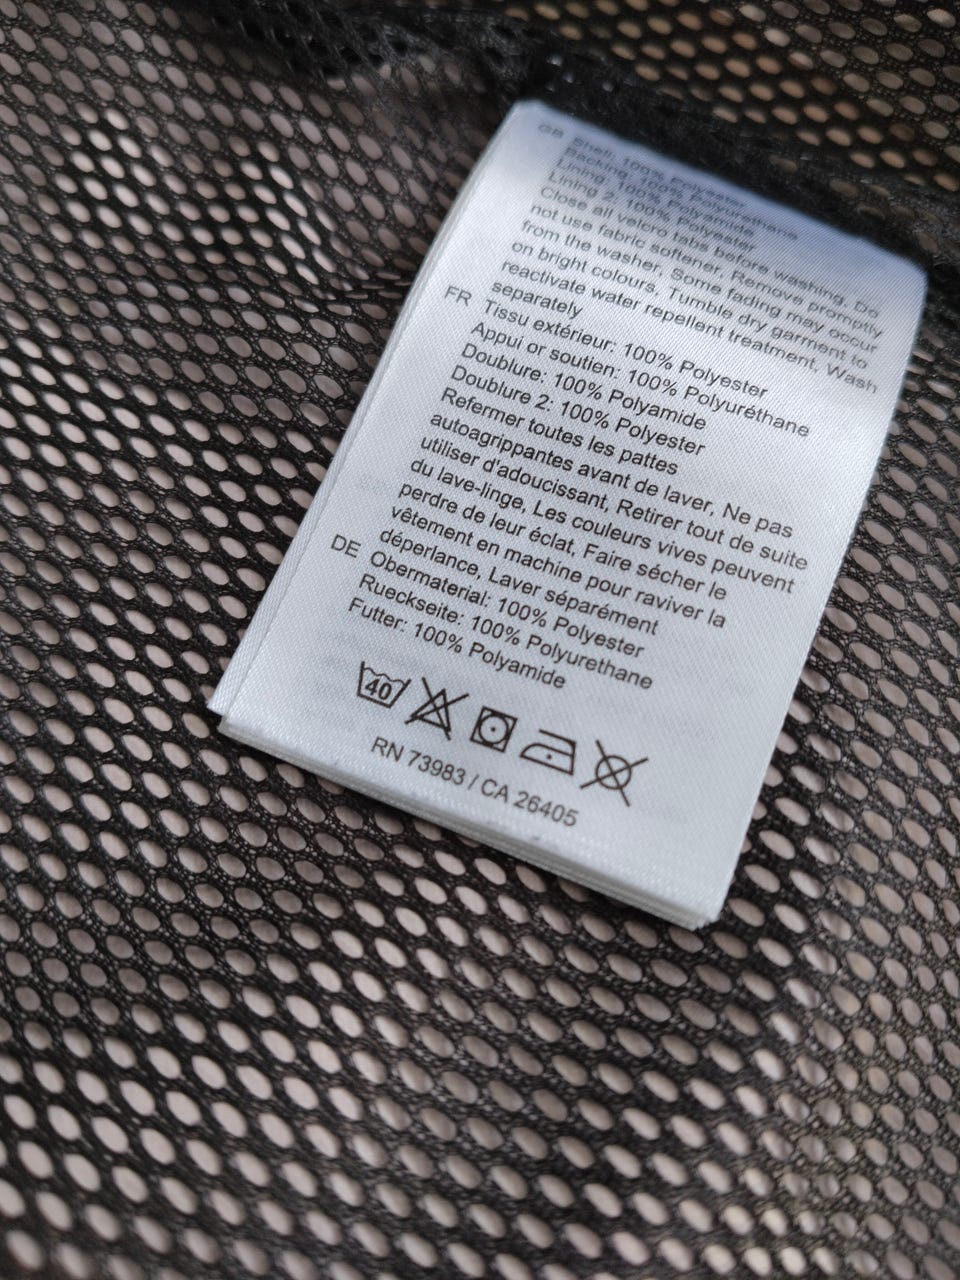 GB Shell: 100% Polyester
Backing: 100% Polyurethane
Lining: 100% Polyamide
Lining 2: 100% Polyester
Close all velcro tabs before washing, Do
not use fabric softener, Remove promptly
from the washer, Some fading may occur
on bright colours, Tumble dry garment to
reactivate water repellent treatment, Wash
separately
FR Tissu extérieur: 100% Polyester
Appui or soutien: 100% Polyuréthane
Doublure: 100% Polyamide
Doublure 2: 100% Polyester
Refermer toutes les pattes
autoagrippantes avant de laver, Ne pas
utiliser d'adoucissant, Retirer tout de suite
du lave-linge, Les couleurs vives peuvent
perdre de leur éclat, Faire sécher le
vêtement en machine pour raviver la
déperlance, Laver séparément
DE Obermaterial: 100% Polyester
Rueckseite: 100% Polyurethane
Futter: 100% Polyamide
40
RN 73983 / CA 26405